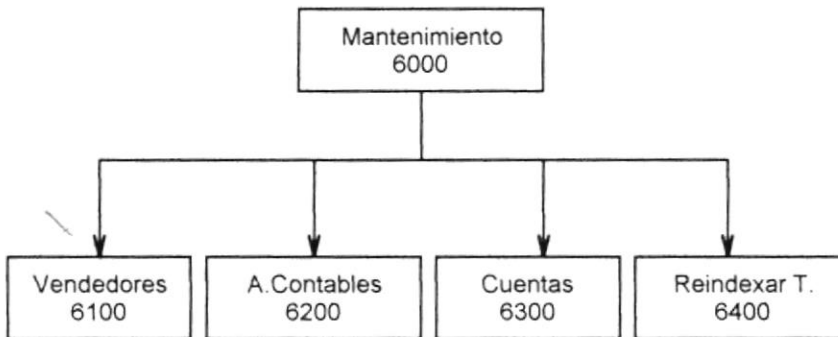 Mantenimiento
6000
Vendedores
6100
A.Contables
6200
Cuentas
6300
Reindexar T.
6400